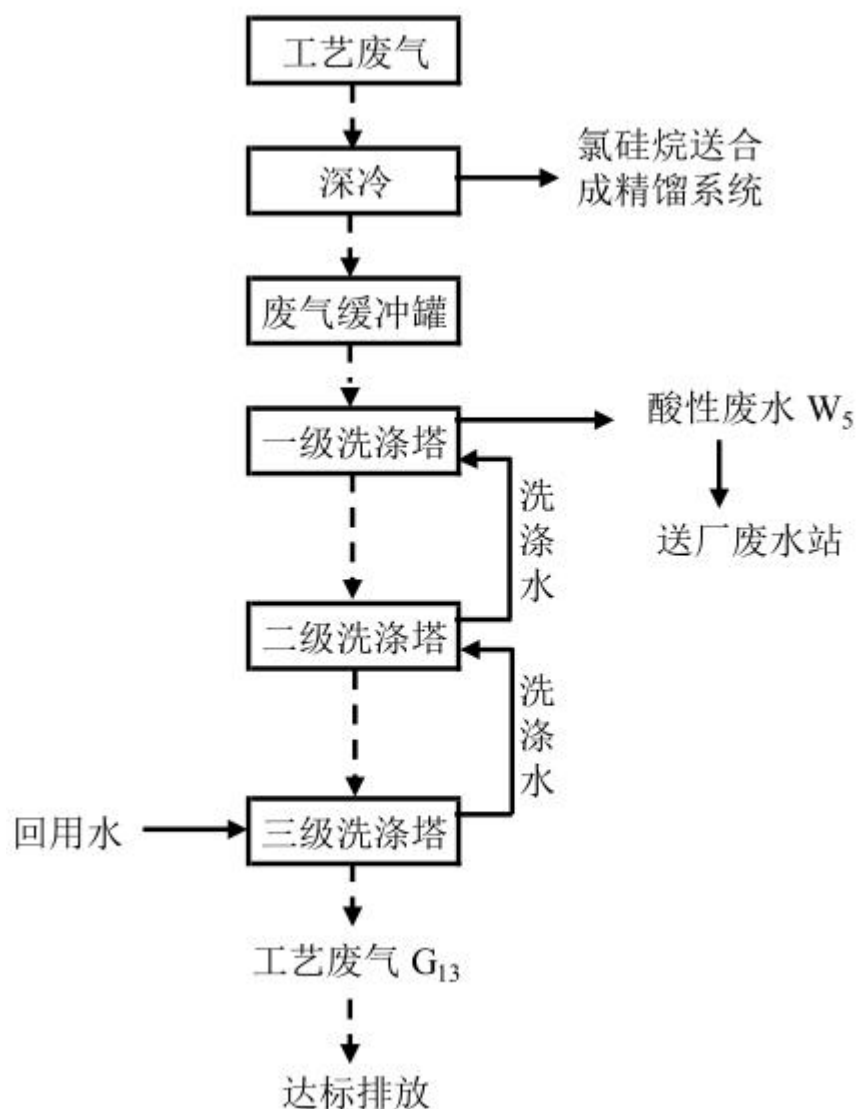 工艺废气
深冷
氯硅烷送合
成精馏系统
废气缓冲罐
一级洗涤塔
酸性废水 W₅
送厂废水站
洗
涤
水
二级洗涤塔
洗
涤
水
回用水
三级洗涤塔
工艺废气 G₁₃
达标排放